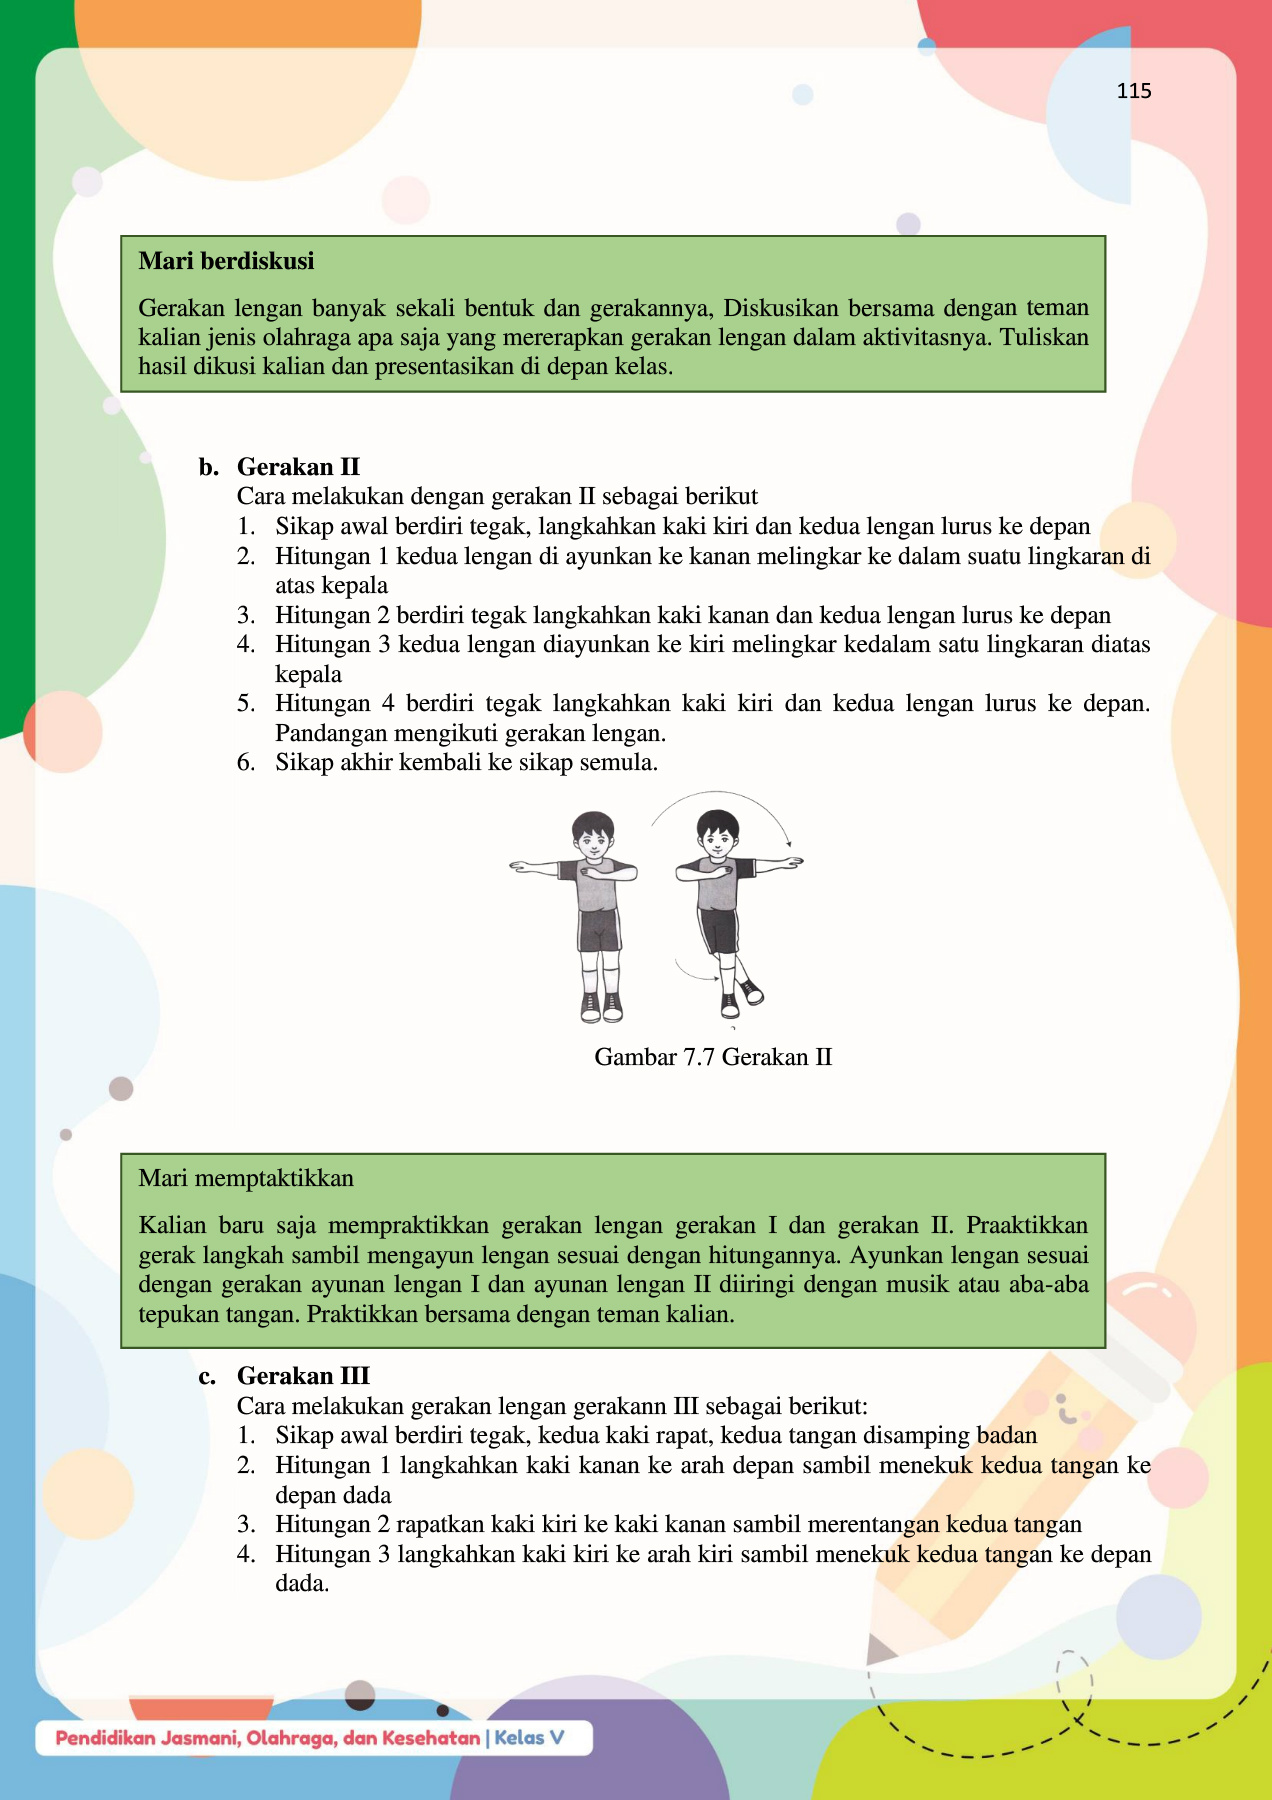 115
Mari berdiskusi
Gerakan lengan banyak sekali bentuk dan gerakannya, Diskusikan bersama dengan teman
kalian jenis olahraga apa saja yang mererapkan gerakan lengan dalam aktivitasnya. Tuliskan
hasil dikusi kalian dan presentasikan di depan kelas.
b. Gerakan II
Cara melakukan dengan gerakan II sebagai berikut
1. Sikap awal berdiri tegak, langkahkan kaki kiri dan kedua lengan lurus ke depan
2. Hitungan 1 kedua lengan di ayunkan ke kanan melingkar ke dalam suatu lingkaran di
atas kepala
3. Hitungan 2 berdiri tegak langkahkan kaki kanan dan kedua lengan lurus ke depan
4. Hitungan 3 kedua lengan diayunkan ke kiri melingkar kedalam satu lingkaran diatas
kepala
5. Hitungan 4 berdiri tegak langkahkan kaki kiri dan kedua lengan lurus ke depan.
Pandangan mengikuti gerakan lengan.
6. Sikap akhir kembali ke sikap semula.
Gambar 7.7 Gerakan II
Mari memptaktikkan
Kalian baru saja mempraktikkan gerakan lengan gerakan I dan gerakan II. Praaktikkan
gerak langkah sambil mengayun lengan sesuai dengan hitungannya. Ayunkan lengan sesuai
dengan gerakan ayunan lengan I dan ayunan lengan II diiringi dengan musik atau aba-aba
tepukan tangan. Praktikkan bersama dengan teman kalian.
c. Gerakan III
Cara melakukan gerakan lengan gerakann III sebagai berikut:
1. Sikap awal berdiri tegak, kedua kaki rapat, kedua tangan disamping badan
2. Hitungan 1 langkahkan kaki kanan ke arah depan sambil menekuk kedua tangan ke
depan dada
3. Hitungan 2 rapatkan kaki kiri ke kaki kanan sambil merentangan kedua tangan
4. Hitungan 3 langkahkan kaki kiri ke arah kiri sambil menekuk kedua tangan ke depan
dada.
Pendidikan Jasmani, Olahraga, dan Kesehatan | Kelas V